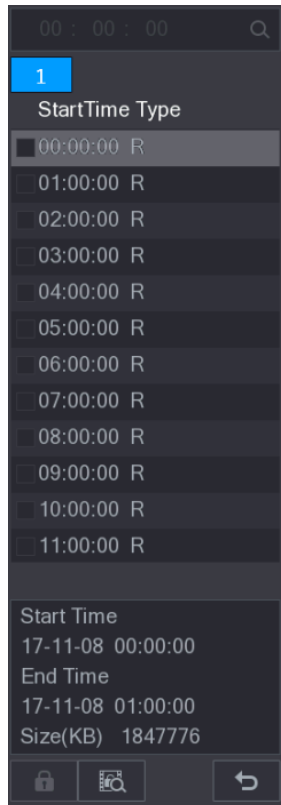 00 : 00 : 00
1
StartTime Type
00:00:00 R
01:00:00 R
02:00:00 R
03:00:00 R
04:00:00 R
05:00:00 R
06:00:00 R
07:00:00 R
08:00:00 R
09:00:00 R
10:00:00 R
11:00:00 R
Start Time
17-11-08 00:00:00
End Time
17-11-08 01:00:00
Size(KB) 1847776